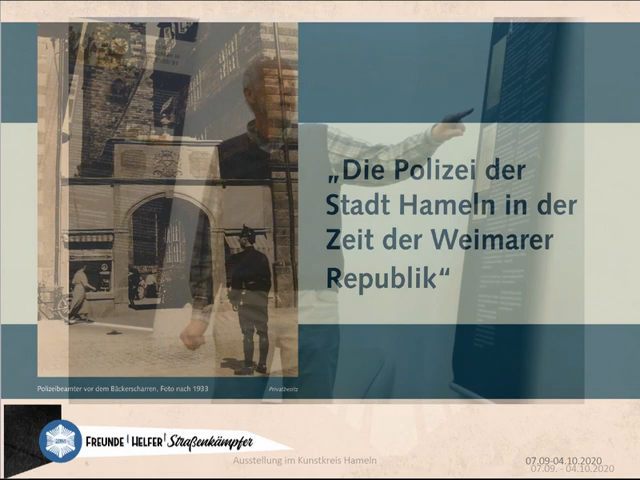 „Die Polizei der
Stadt Hameln in der
Zeit der Weimarer
Republik“
Polizeibeamter vor dem Bäckerscharren, Foto nach 1933
Privatbesitz
FREUNDE | HELFER | Straßenkämpfer
Ausstellung im Kunstkreis Hameln
07.09-04.10.2020
07.09. - 04.10.2020